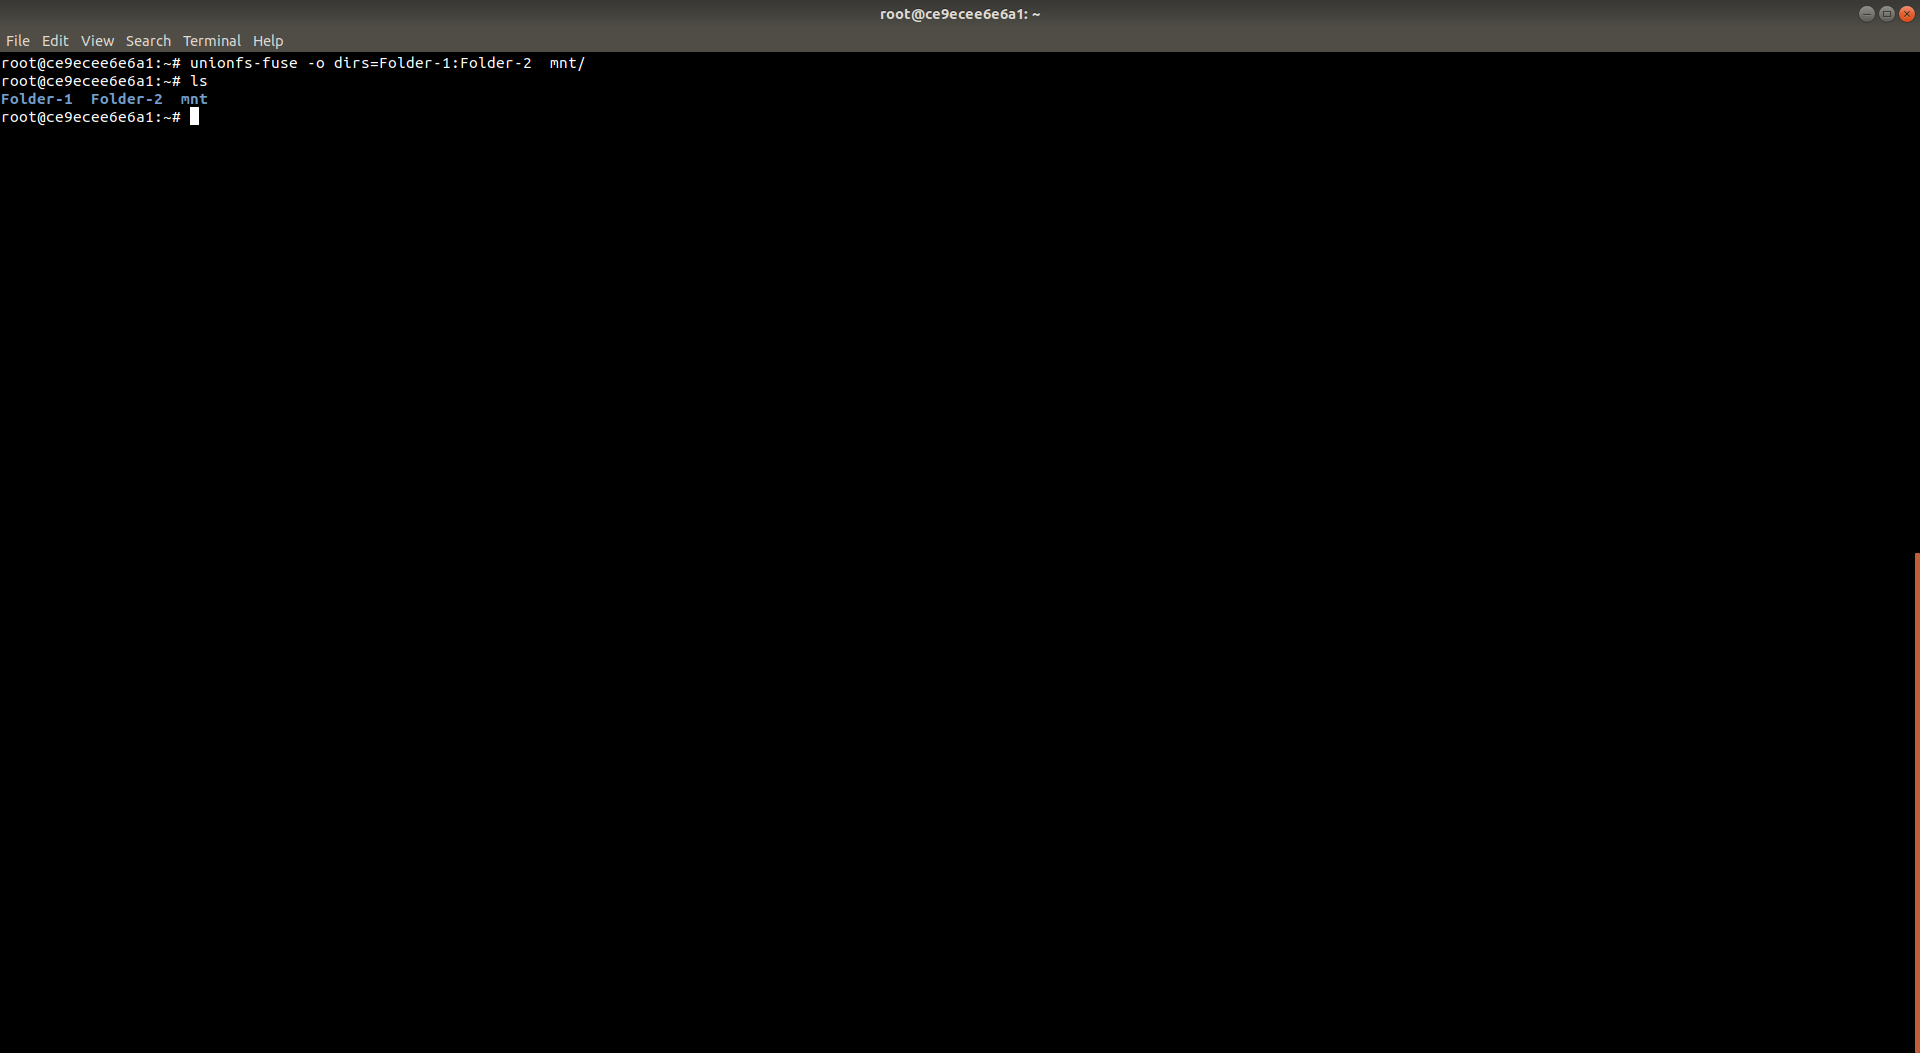 root@ce9ecee6e6a1: ~
File Edit View Search Terminal Help
root@ce9ecee6e6a1:~# unionfs-fuse -o dirs=Folder-1:Folder-2  mnt/
root@ce9ecee6e6a1:~# ls
Folder-1  Folder-2  mnt
root@ce9ecee6e6a1:~#